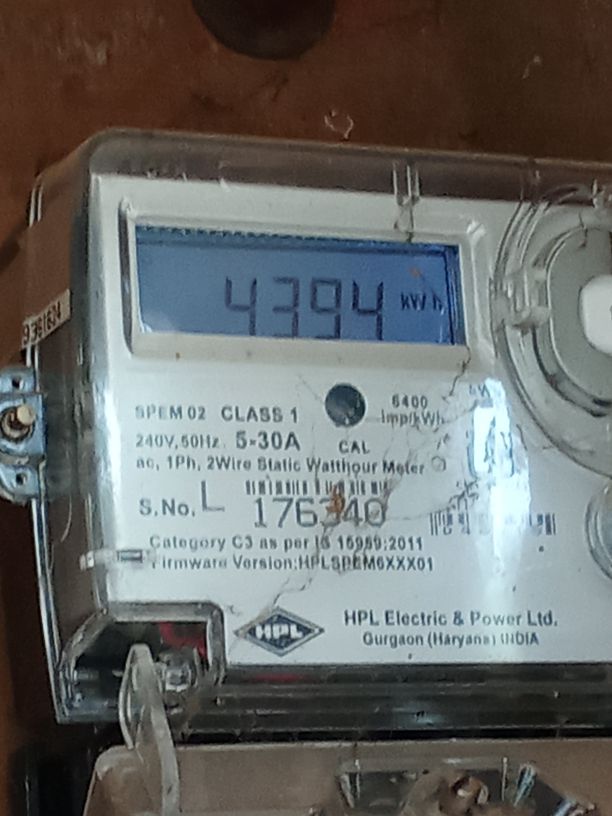 4394 kWh
SPEM 02 CLASS 1
6400
imp/kWh
240V,50Hz. 5-30A
CAL
ac, 1Ph, 2Wire Static Watthour Meter
S.No. L 176340
Category C3 as per IS 15959:2011
Firmware Version:HPLSPEM6XXX01
HPL
HPL Electric & Power Ltd.
Gurgaon (Haryana) INDIA